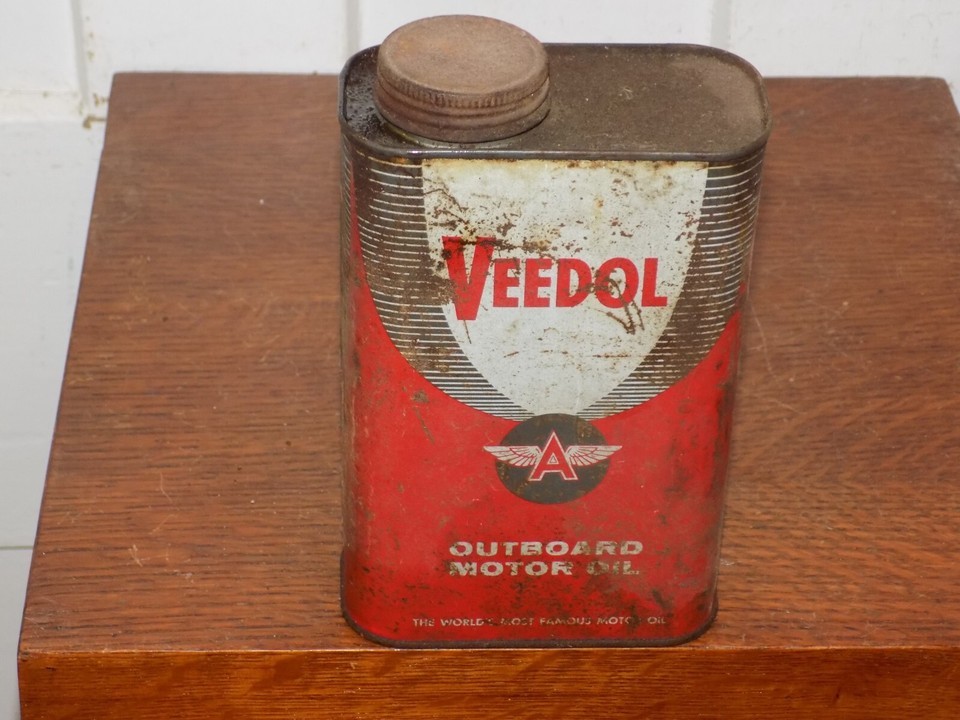 VEEDOL
A
OUTBOARD
MOTOR OIL
THE WORLD'S MOST FAMOUS MOTOR OIL